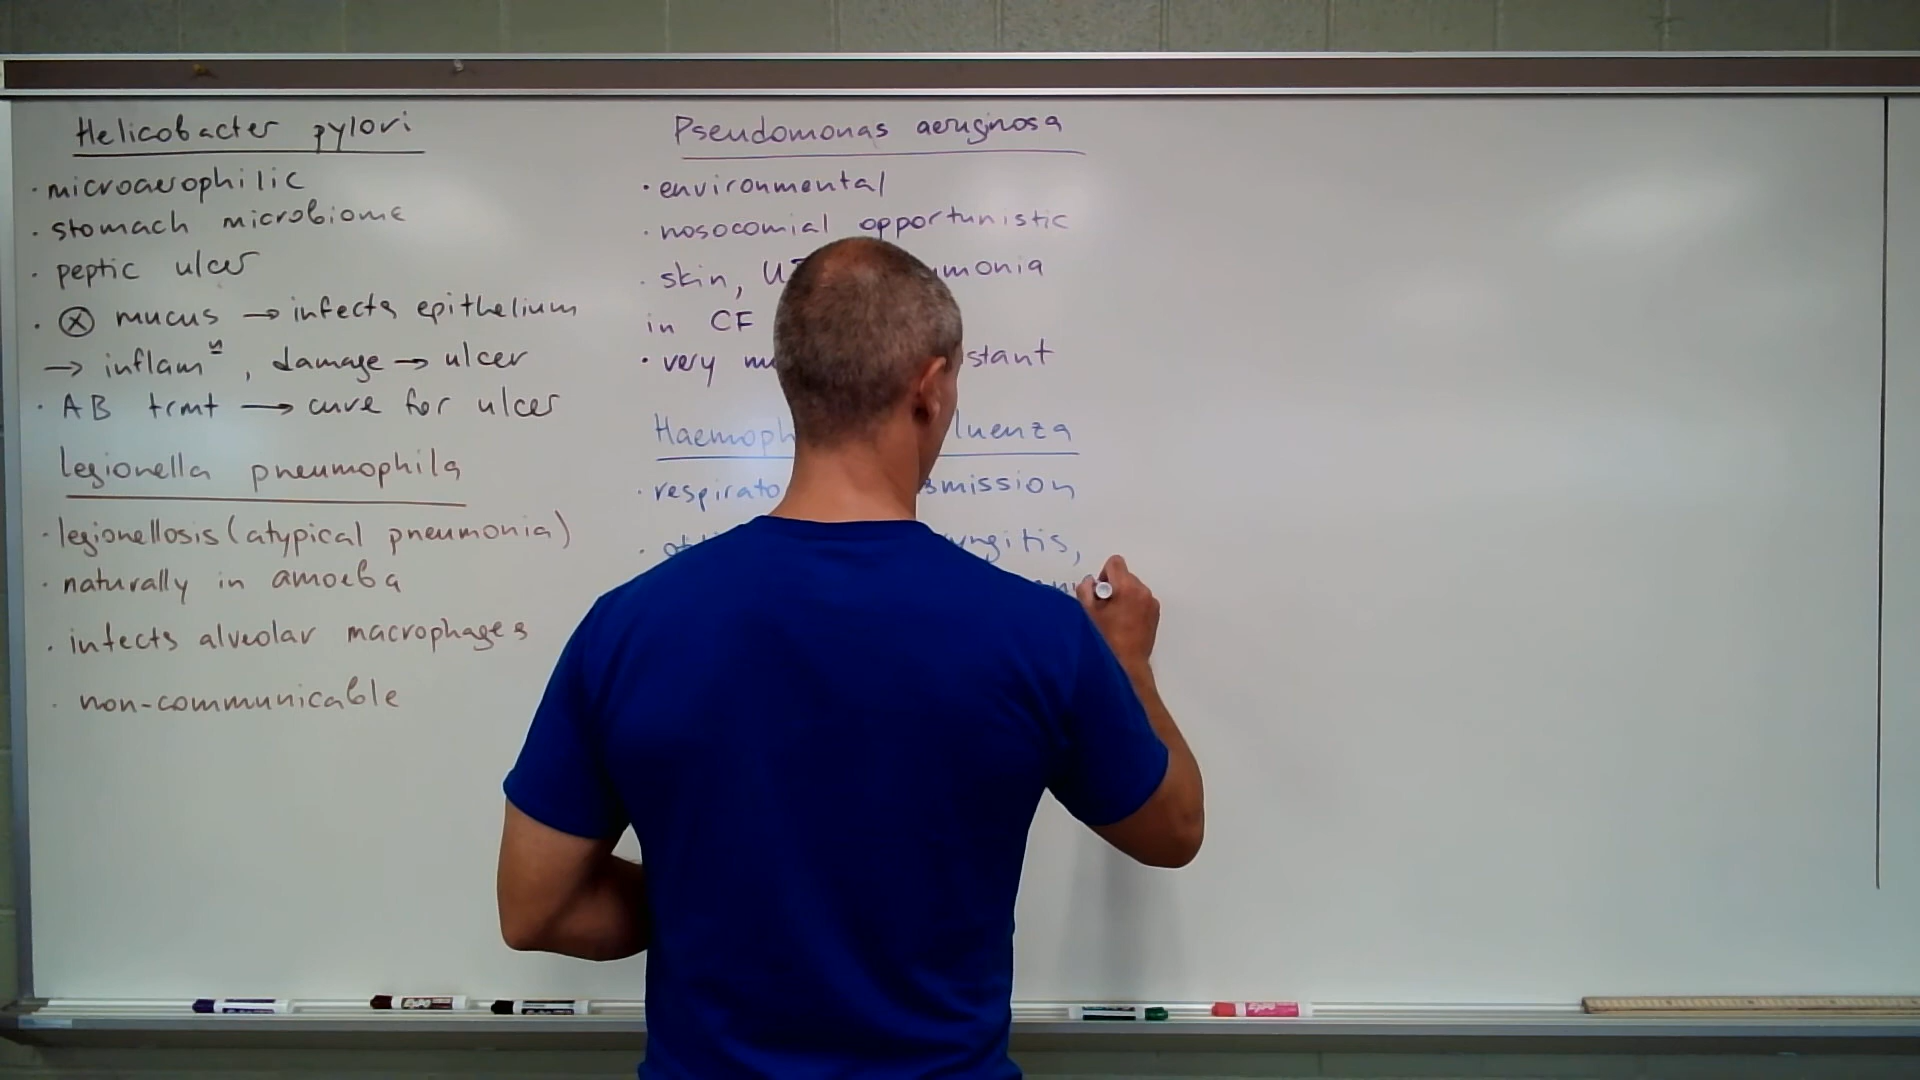 Helicobacter pylori
· microaerophilic
· stomach microbiome
· peptic ulcer
· ⓧ mucus → infects epithelium
→ inflamⁿ, damage → ulcer
· AB trmt → cure for ulcer
legionella pneumophila
· legionellosis (atypical pneumonia)
· naturally in amoeba
· infects alveolar macrophages
· non-communicable
Pseudomonas aeruginosa
· environmental
· nosocomial opportunistic
· skin,
in CF
· very
respirato